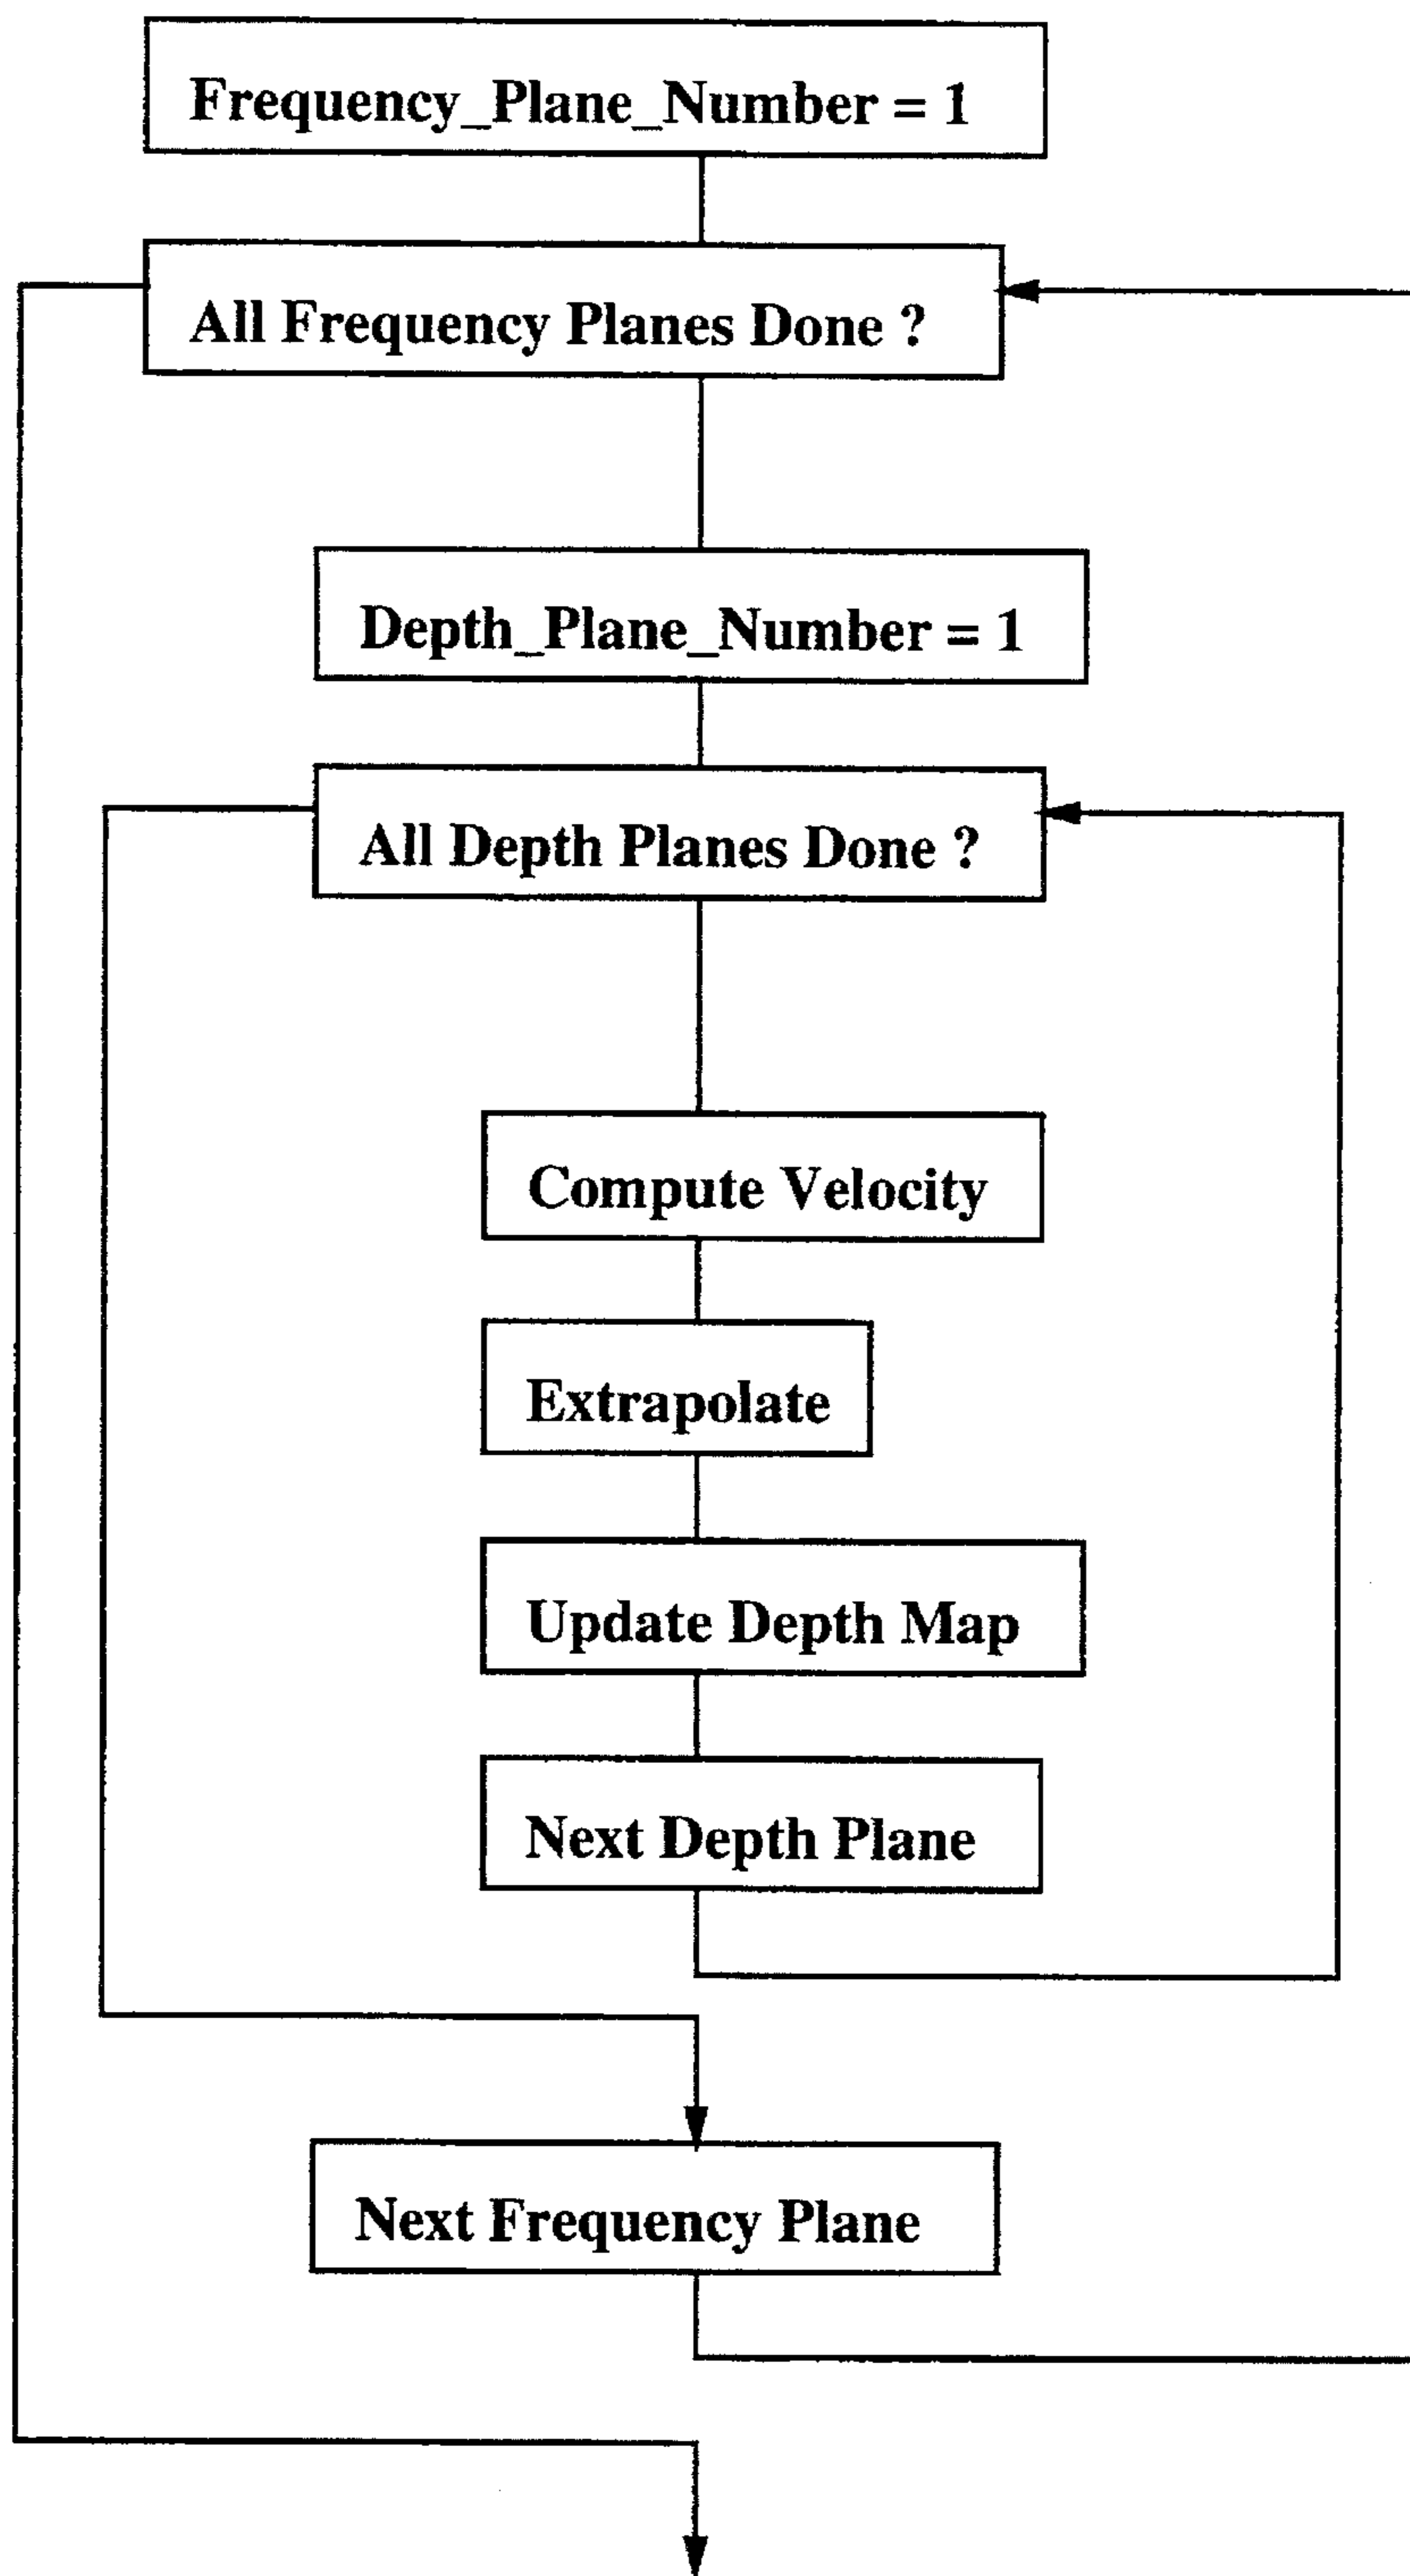 Frequency_Plane_Number = 1
All Frequency Planes Done ?
Depth_Plane_Number = 1
All Depth Planes Done ?
Compute Velocity
Extrapolate
Update Depth Map
Next Depth Plane
Next Frequency Plane